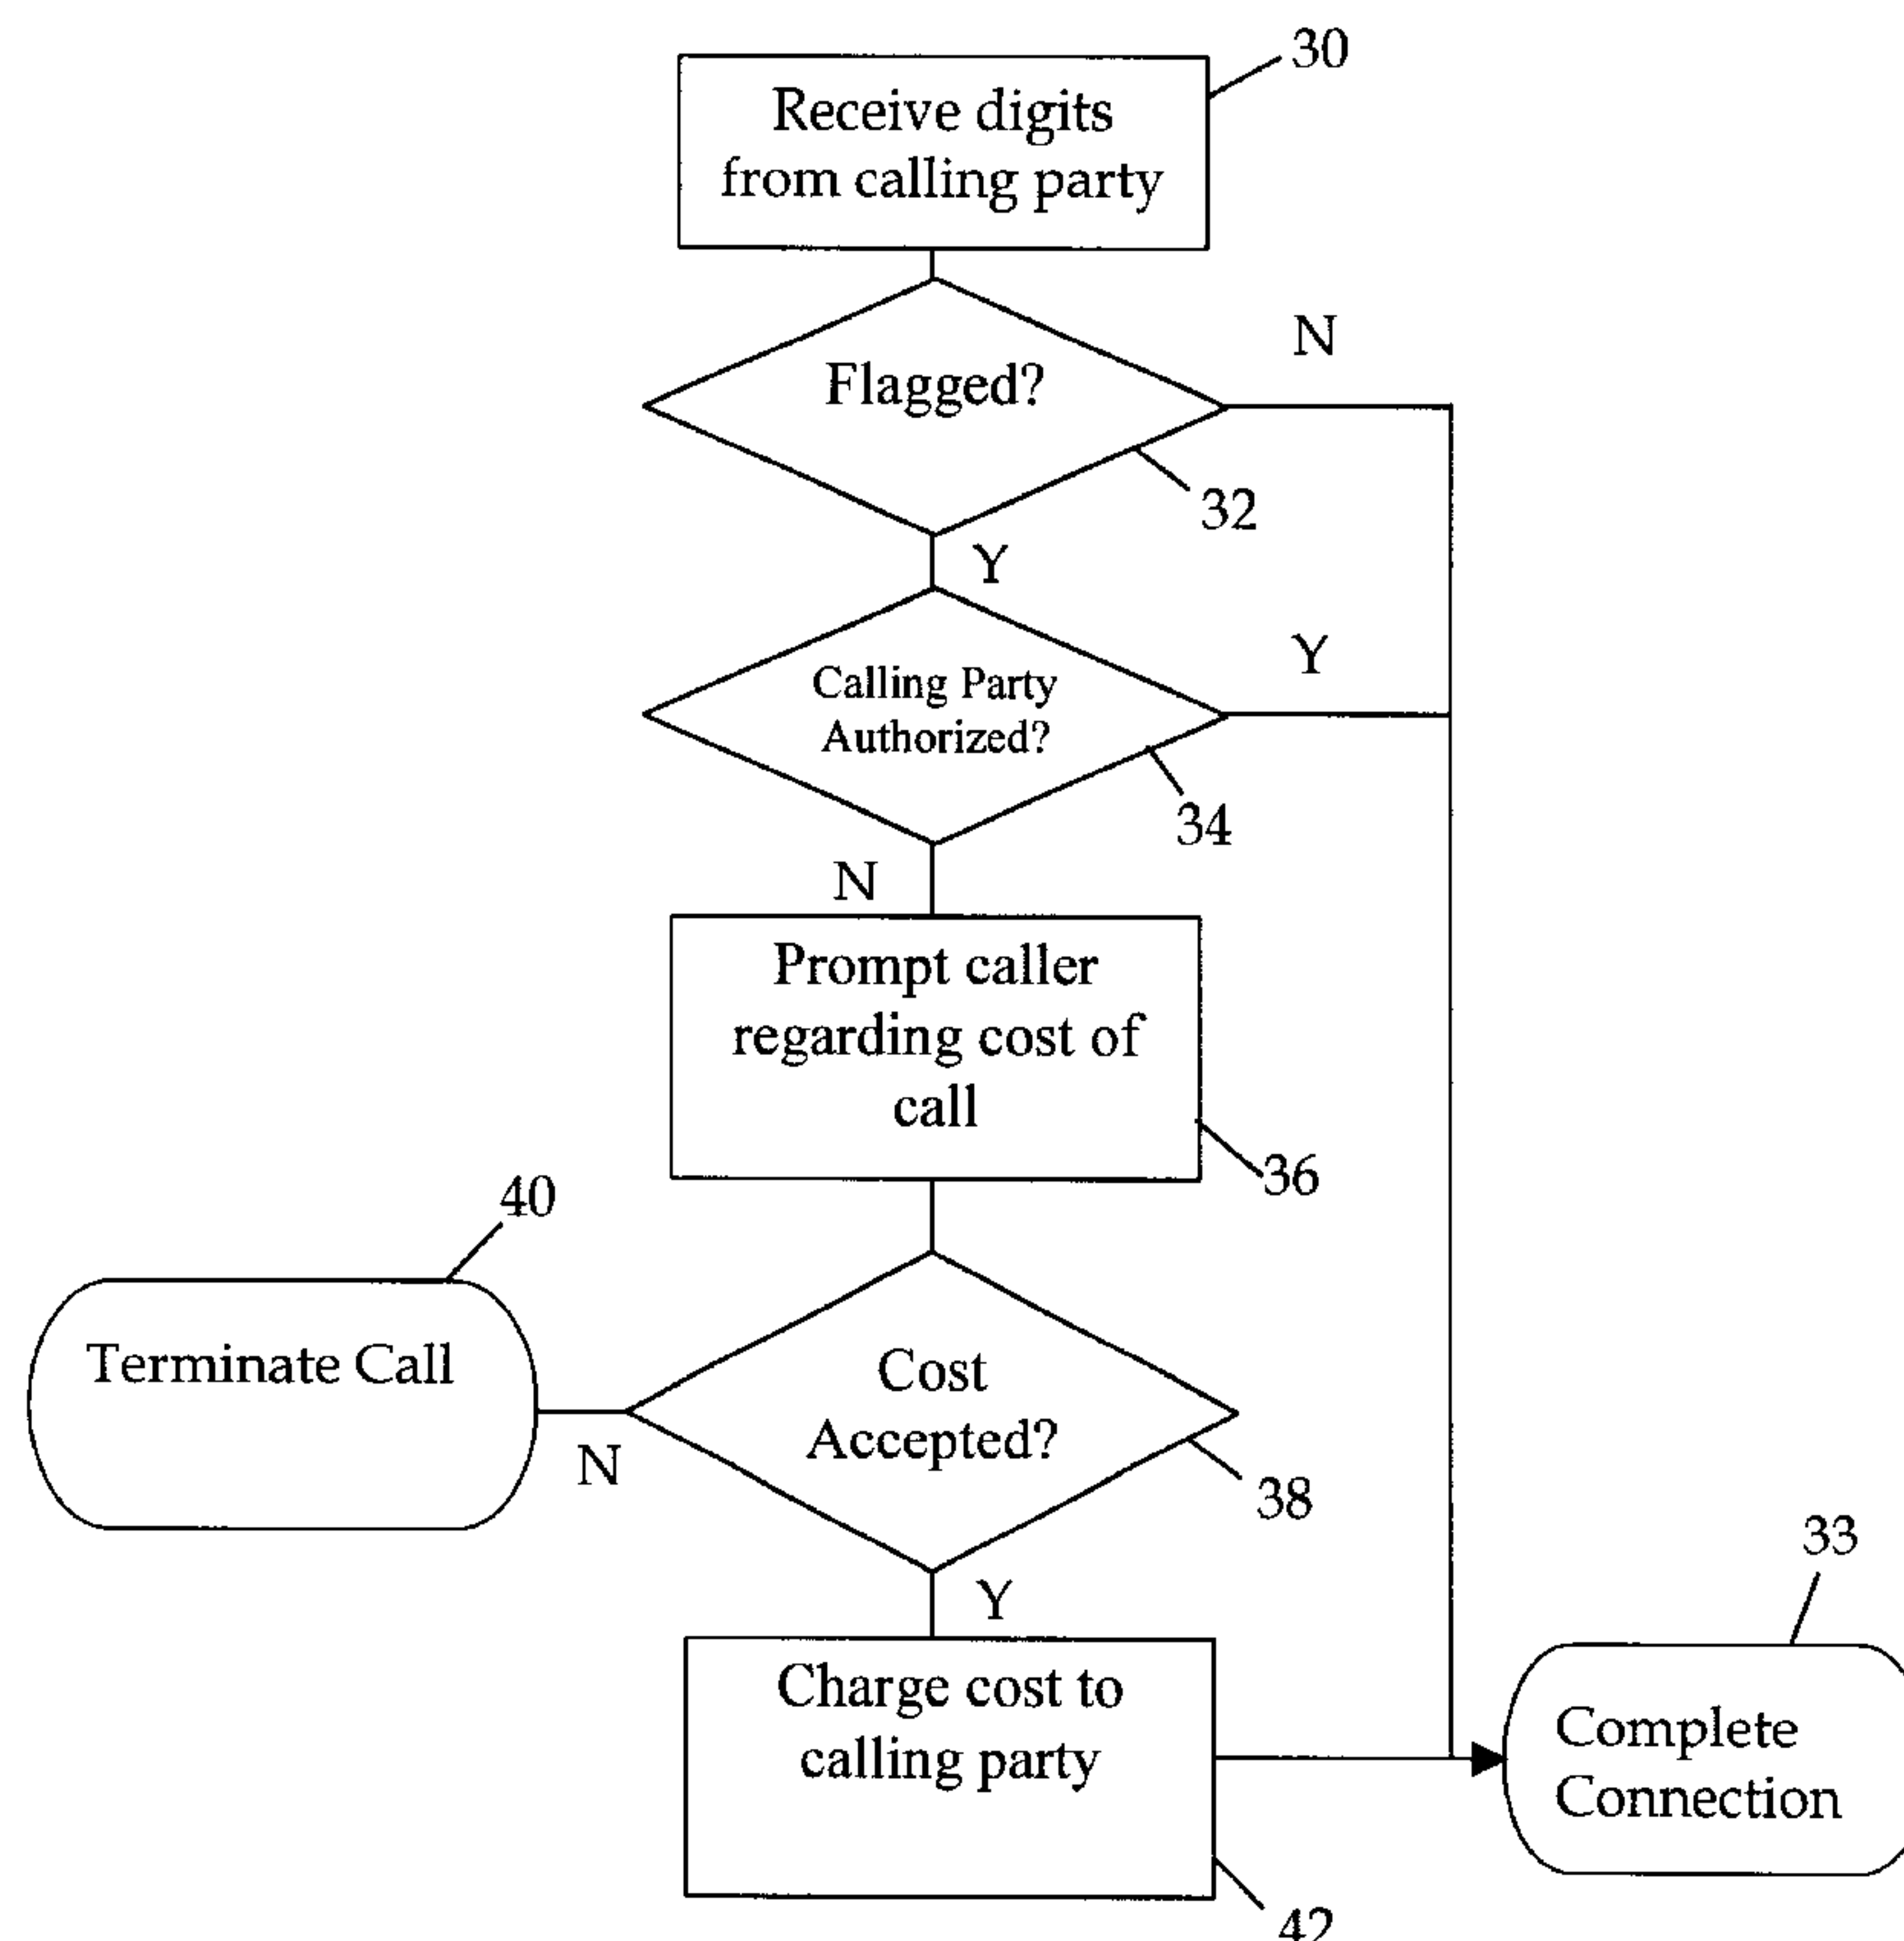 30
Receive digits
from calling party
N
Flagged?
32
Y
Y
Calling Party
Authorized?
34
N
Prompt caller
regarding cost of
call
36
40
Terminate Call
Cost
Accepted?
N
38
33
Y
Charge cost to
calling party
Complete
Connection
42